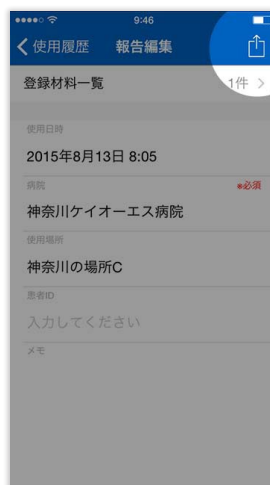 9:46
使用履歴 報告編集
登録材料一覧 1件
使用日時
2015年8月13日 8:05
病院 ※必須
神奈川ケイオーエス病院
使用場所
神奈川の場所C
患者ID
入力してください
メモ